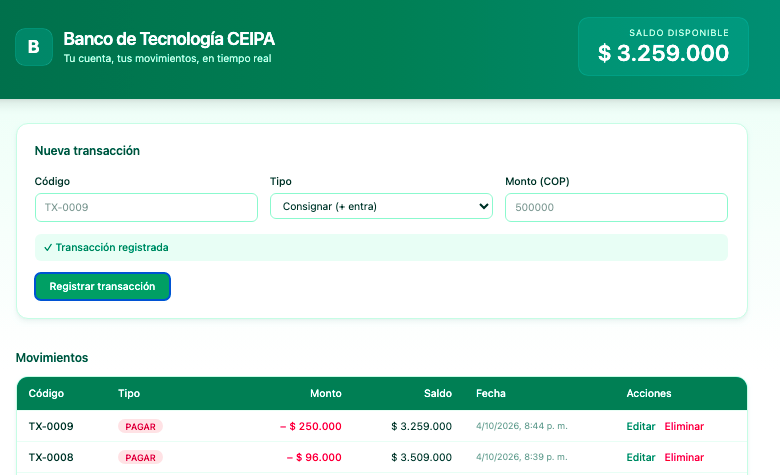 B
Banco de Tecnología CEIPA
Tu cuenta, tus movimientos, en tiempo real
SALDO DISPONIBLE
$ 3.259.000
Nueva transacción
Código Tipo Monto (COP)
TX-0009 Consignar (+ entra) 500000
✓ Transacción registrada
Registrar transacción
Movimientos
Código Tipo Monto Saldo Fecha Acciones
TX-0009 PAGAR – $ 250.000 $ 3.259.000 4/10/2026, 8:44 p. m. Editar Eliminar
TX-0008 PAGAR – $ 96.000 $ 3.509.000 4/10/2026, 8:39 p. m. Editar Eliminar